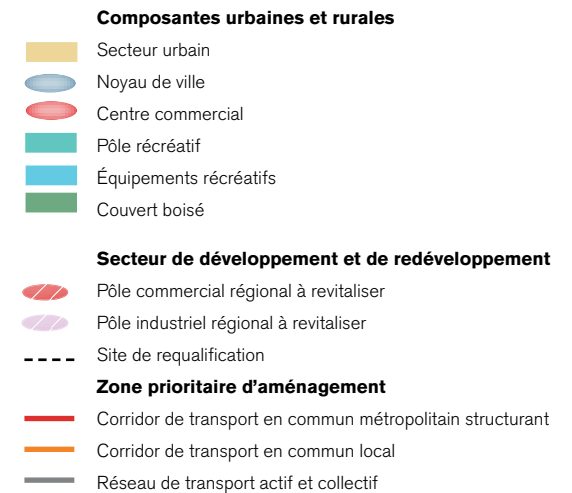 Composantes urbaines et rurales
Secteur urbain
Noyau de ville
Centre commercial
Pôle récréatif
Équipements récréatifs
Couvert boisé
Secteur de développement et de redéveloppement
Pôle commercial régional à revitaliser
Pôle industriel régional à revitaliser
Site de requalification
Zone prioritaire d’aménagement
Corridor de transport en commun métropolitain structurant
Corridor de transport en commun local
Réseau de transport actif et collectif